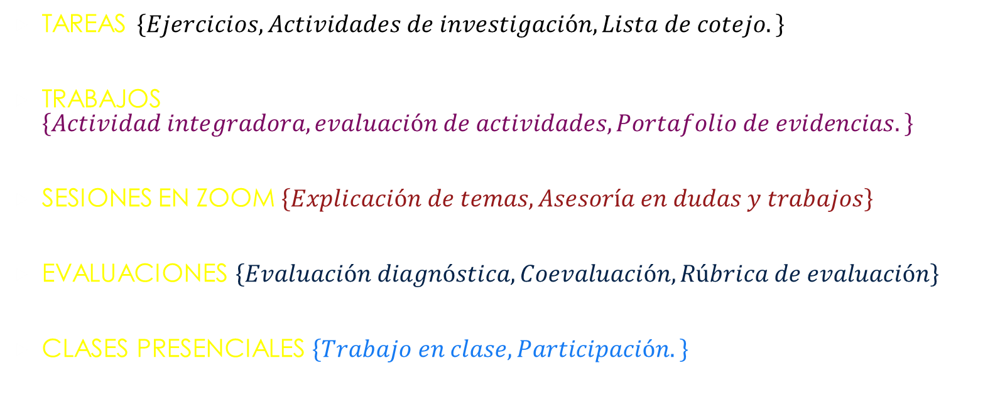 TAREAS {Ejercicios, Actividades de investigación, Lista de cotejo.}
TRABAJOS
{Actividad integradora, evaluación de actividades, Portafolio de evidencias.}
SESIONES EN ZOOM {Explicación de temas, Asesoría en dudas y trabajos}
EVALUACIONES {Evaluación diagnóstica, Coevaluación, Rúbrica de evaluación}
CLASES PRESENCIALES {Trabajo en clase, Participación.}